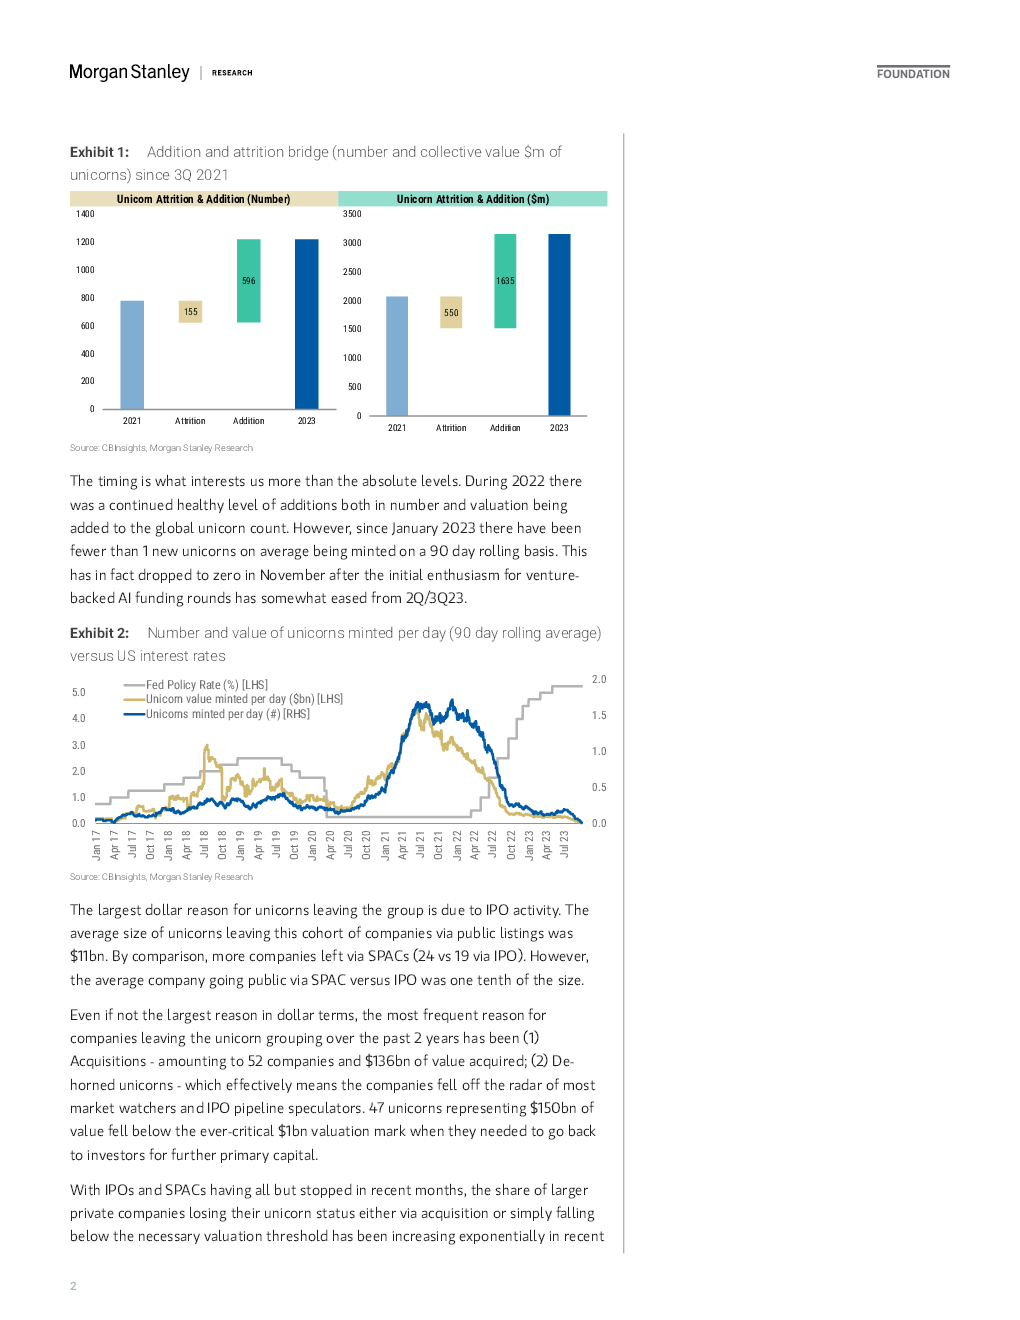 Morgan Stanley | RESEARCH
FOUNDATION
Exhibit 1: Addition and attrition bridge (number and collective value $m of
unicorns) since 3Q 2021
Unicorn Attrition & Addition (Number)
1400
1200
1000
800
600
400
200
0
596
155
2021 Attrition Addition 2023
Unicorn Attrition & Addition ($m)
3500
3000
2500
2000
1500
1000
500
0
1635
550
2021 Attrition Addition 2023
Source: CBInsights, Morgan Stanley Research
The timing is what interests us more than the absolute levels. During 2022 there
was a continued healthy level of additions both in number and valuation being
added to the global unicorn count. However, since January 2023 there have been
fewer than 1 new unicorns on average being minted on a 90 day rolling basis. This
has in fact dropped to zero in November after the initial enthusiasm for venture-
backed AI funding rounds has somewhat eased from 2Q/3Q23.
Exhibit 2: Number and value of unicorns minted per day (90 day rolling average)
versus US interest rates
Fed Policy Rate (%) [LHS]
Unicorn value minted per day ($bn) [LHS]
Unicorns minted per day (#) [RHS]
5.0
4.0
3.0
2.0
1.0
0.0
2.0
1.5
1.0
0.5
0.0
Jan 17 Apr 17 Jul 17 Oct 17 Jan 18 Apr 18 Jul 18 Oct 18 Jan 19 Apr 19 Jul 19 Oct 19 Jan 20 Apr 20 Jul 20 Oct 20 Jan 21 Apr 21 Jul 21 Oct 21 Jan 22 Apr 22 Jul 22 Oct 22 Jan 23 Apr 23 Jul 23
Source: CBInsights, Morgan Stanley Research
The largest dollar reason for unicorns leaving the group is due to IPO activity. The
average size of unicorns leaving this cohort of companies via public listings was
$11bn. By comparison, more companies left via SPACs (24 vs 19 via IPO). However,
the average company going public via SPAC versus IPO was one tenth of the size.
Even if not the largest reason in dollar terms, the most frequent reason for
companies leaving the unicorn grouping over the past 2 years has been (1)
Acquisitions - amounting to 52 companies and $136bn of value acquired; (2) De-
horned unicorns - which effectively means the companies fell off the radar of most
market watchers and IPO pipeline speculators. 47 unicorns representing $150bn of
value fell below the ever-critical $1bn valuation mark when they needed to go back
to investors for further primary capital.
With IPOs and SPACs having all but stopped in recent months, the share of larger
private companies losing their unicorn status either via acquisition or simply falling
below the necessary valuation threshold has been increasing exponentially in recent
2